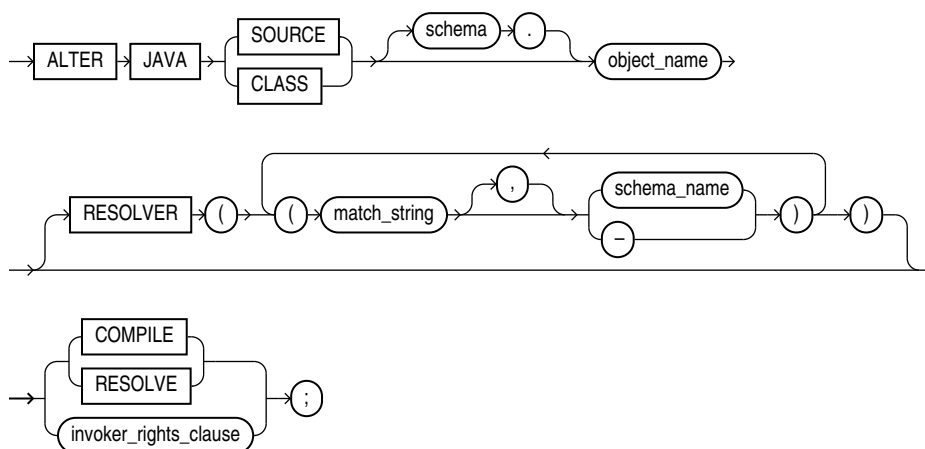 SOURCE schema .
ALTER JAVA object_name
CLASS
, schema_name
RESOLVER ( ( match_string ) )
–
COMPILE
RESOLVE ;
invoker_rights_clause